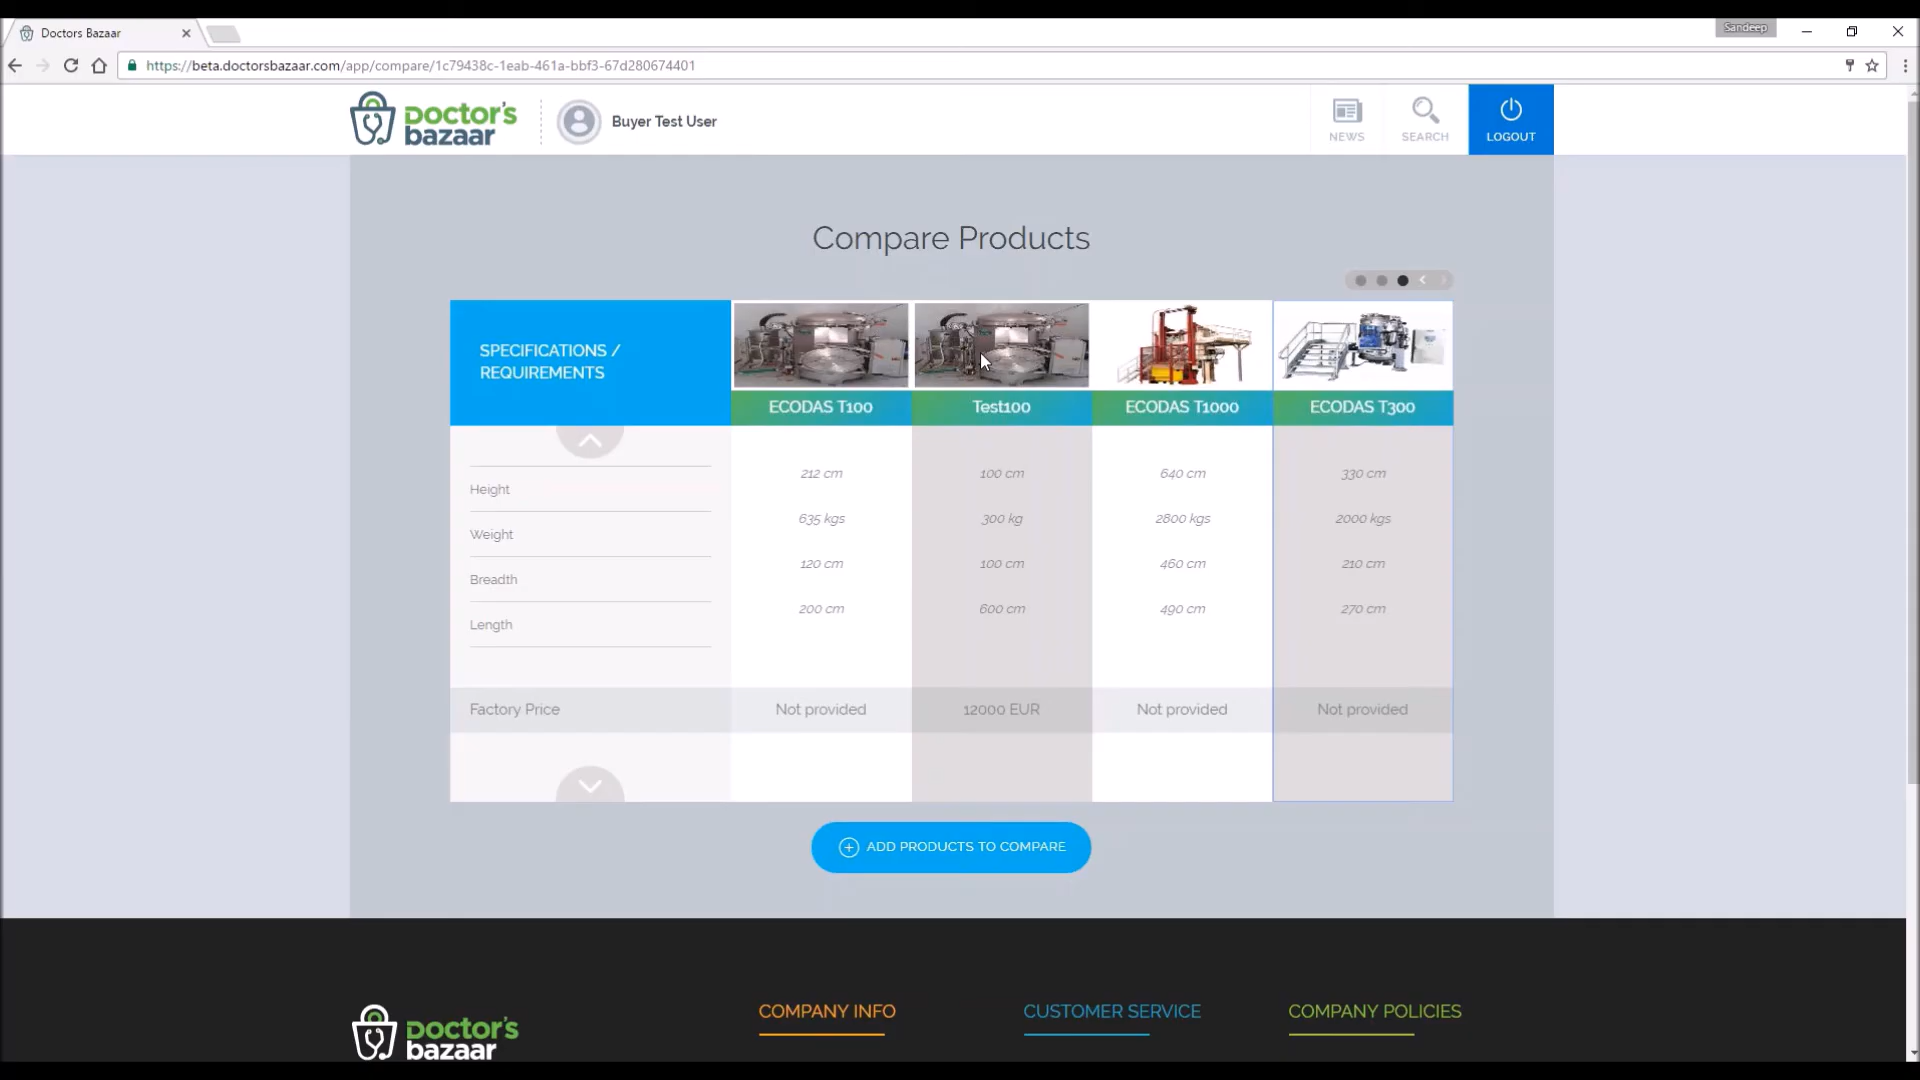 Doctors Bazaar
Sandeep
https://beta.doctorsbazaar.com/app/compare/1c79438c-1eab-461a-bbf3-67d280674401
Doctor's
bazaar
Buyer Test User
NEWS
SEARCH
LOGOUT
Compare Products
SPECIFICATIONS /
REQUIREMENTS
ECODAS T100 Test100 ECODAS T1000 ECODAS T300
Height 212 cm 100 cm 640 cm 330 cm
Weight 635 kgs 300 kg 2800 kgs 2000 kgs
Breadth 120 cm 100 cm 460 cm 210 cm
Length 200 cm 600 cm 490 cm 270 cm
Factory Price Not provided 12000 EUR Not provided Not provided
ADD PRODUCTS TO COMPARE
Doctor's
bazaar
COMPANY INFO
CUSTOMER SERVICE
COMPANY POLICIES